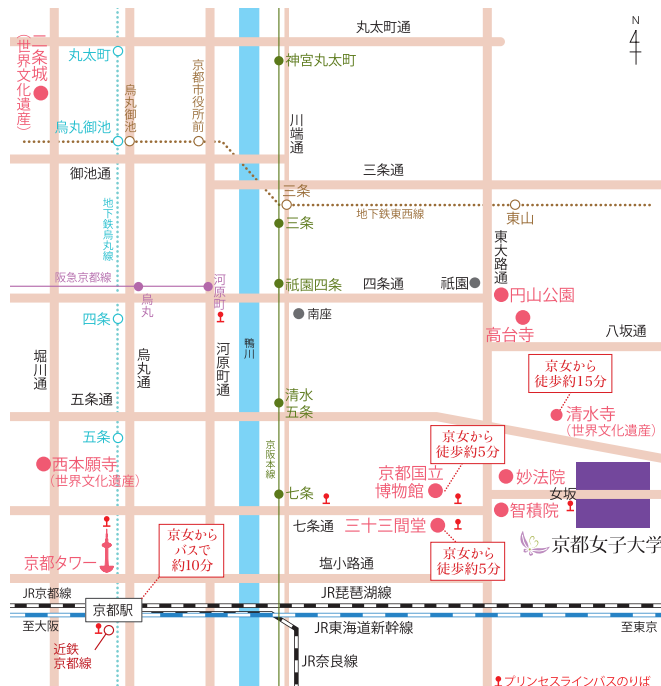 丸太町通
N
二条城
（世界文化遺産）
丸太町
神宮丸太町
京都市役所前
烏丸御池
烏丸御池
川端通
御池通
三条通
三条
地下鉄東西線
東山
地下鉄烏丸線
三条
東大路通
阪急京都線
河原町
烏丸
祇園四条
四条通
祇園
円山公園
四条
南座
高台寺
八坂通
堀川通
烏丸通
河原町通
鴨川
京女から
徒歩約15分
五条通
清水
五条
清水寺
（世界文化遺産）
五条
京阪本線
京女から
徒歩約5分
西本願寺
（世界文化遺産）
京都国立
博物館
妙法院
女坂
七条
智積院
七条通
三十三間堂
京都女子大学
京女から
バスで
約10分
京女から
徒歩約5分
京都タワー
塩小路通
JR京都線
JR琵琶湖線
京都駅
至大阪
JR東海道新幹線
至東京
近鉄
京都線
JR奈良線
プリンセスラインバスのりば